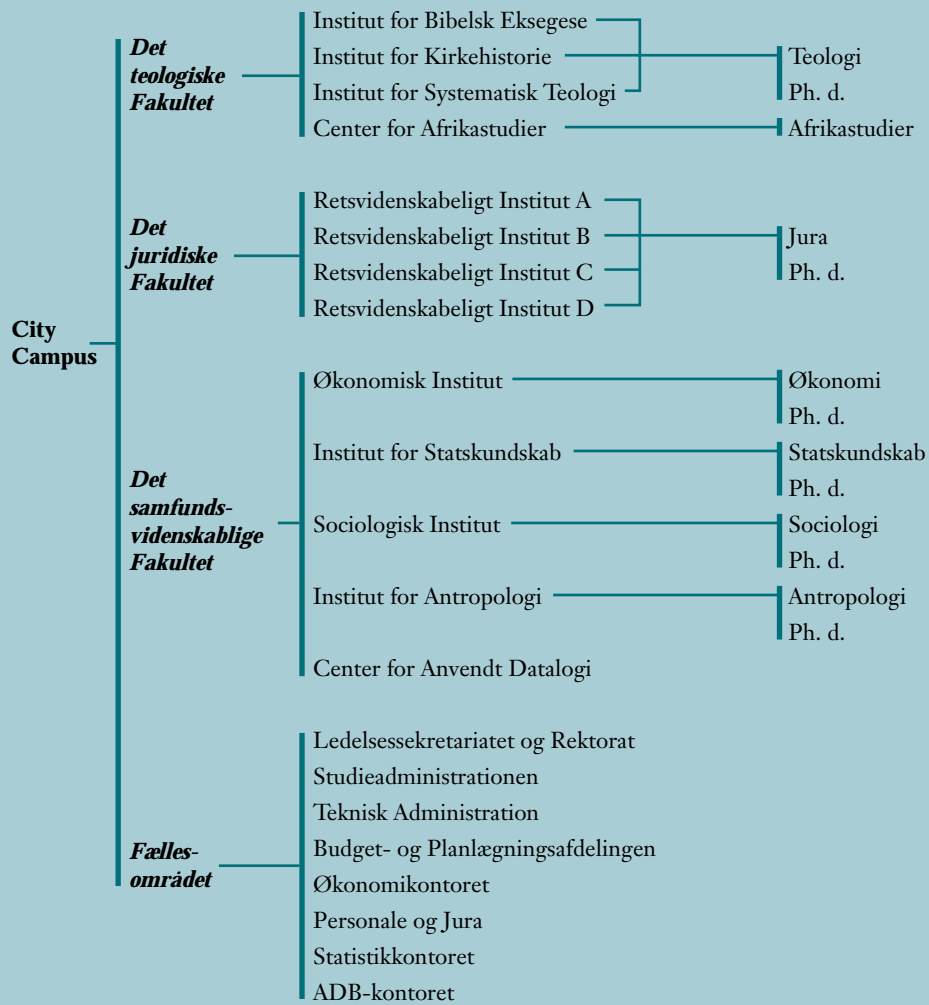 City
Campus
Det
teologiske
Fakultet
Institut for Bibelsk Eksegese
Institut for Kirkehistorie
Institut for Systematisk Teologi
Center for Afrikastudier
Teologi
Ph. d.
Afrikastudier
Det
juridiske
Fakultet
Retsvidenskabeligt Institut A
Retsvidenskabeligt Institut B
Retsvidenskabeligt Institut C
Retsvidenskabeligt Institut D
Jura
Ph. d.
Det
samfunds-
videnskablige
Fakultet
Økonomisk Institut
Økonomi
Ph. d.
Institut for Statskundskab
Statskundskab
Ph. d.
Sociologisk Institut
Sociologi
Ph. d.
Institut for Antropologi
Antropologi
Ph. d.
Center for Anvendt Datalogi
Fælles-
området
Ledelsessekretariatet og Rektorat
Studieadministrationen
Teknisk Administration
Budget- og Planlægningsafdelingen
Økonomikontoret
Personale og Jura
Statistikkontoret
ADB-kontoret